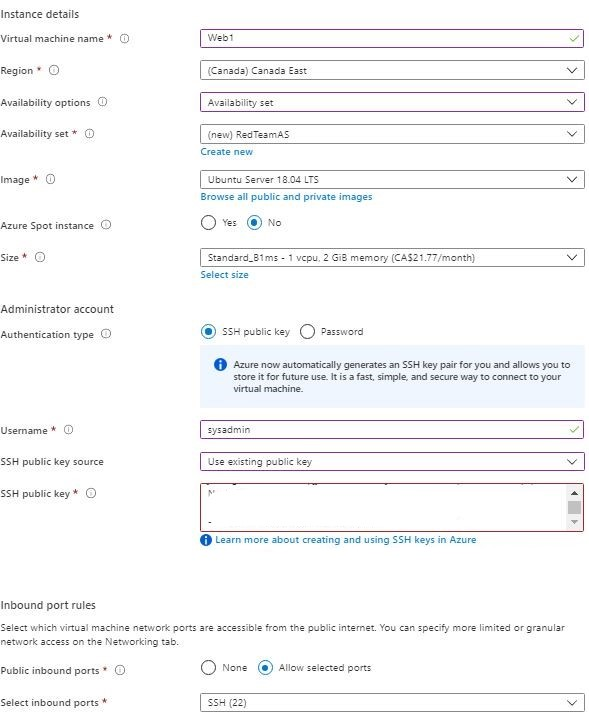 Instance details
Virtual machine name * Web1
Region * (Canada) Canada East
Availability options Availability set
Availability set * (new) RedTeamAS
Create new
Image * Ubuntu Server 18.04 LTS
Browse all public and private images
Azure Spot instance Yes No
Size * Standard_B1ms - 1 vcpu, 2 GiB memory (CA$21.77/month)
Select size
Administrator account
Authentication type SSH public key Password
Azure now automatically generates an SSH key pair for you and allows you to
store it for future use. It is a fast, simple, and secure way to connect to your
virtual machine.
Username * sysadmin
SSH public key source Use existing public key
SSH public key *
Learn more about creating and using SSH keys in Azure
Inbound port rules
Select which virtual machine network ports are accessible from the public internet. You can specify more limited or granular
network access on the Networking tab.
Public inbound ports * None Allow selected ports
Select inbound ports * SSH (22)